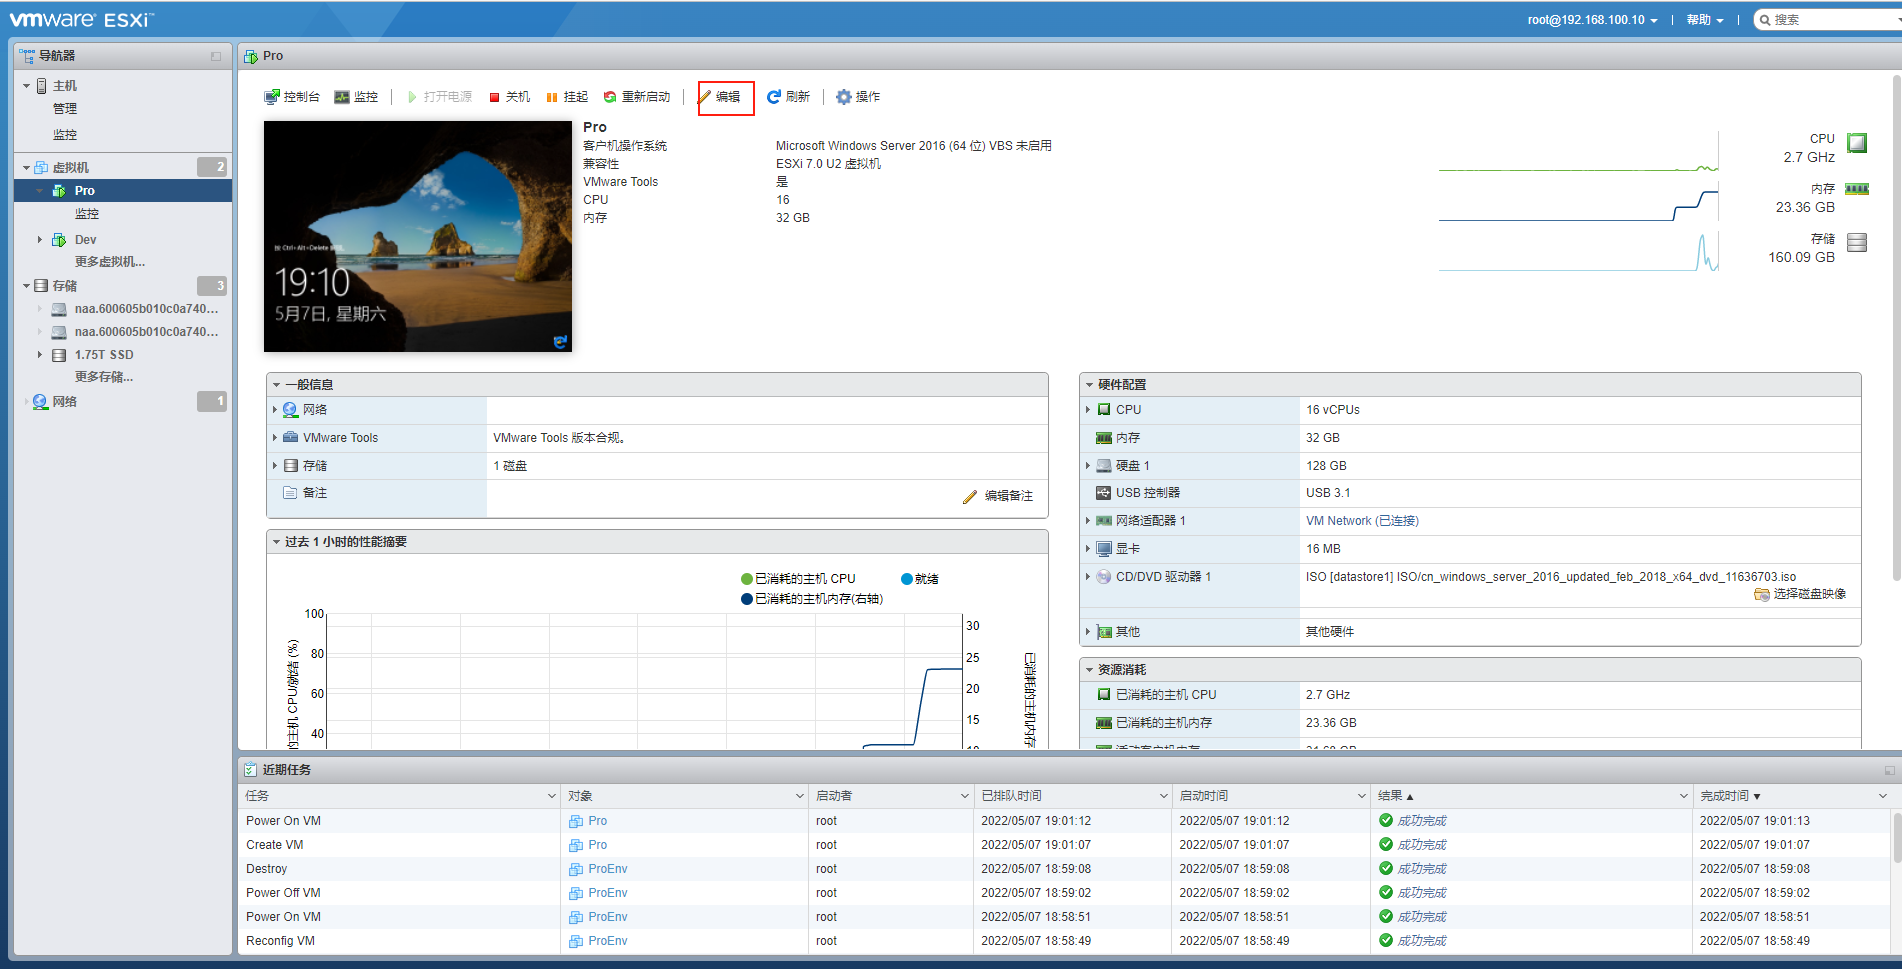 vmware ESXi™
root@192.168.100.10
帮助
搜索
导航器
主机
管理
监控
虚拟机 2
Pro
监控
Dev
更多虚拟机...
存储 3
naa.600605b010c0a740...
naa.600605b010c0a740...
1.75T SSD
更多存储...
网络 1
Pro
控制台 监控 打开电源 关机 挂起 重新启动 编辑 刷新 操作
按 Ctrl+Alt+Delete 解锁。
19:10
5月7日, 星期六
Pro
客户机操作系统 Microsoft Windows Server 2016 (64 位) VBS 未启用
兼容性 ESXi 7.0 U2 虚拟机
VMware Tools 是
CPU 16
内存 32 GB
CPU
2.7 GHz
内存
23.36 GB
存储
160.09 GB
一般信息
网络
VMware Tools VMware Tools 版本合规。
存储 1 磁盘
备注 编辑备注
过去 1 小时的性能摘要
已消耗的主机 CPU 就绪
已消耗的主机内存(右轴)
100
80
60
40
的主机 CPU/就绪 (%)
30
25
20
15
10
已消耗的主机内存
硬件配置
CPU 16 vCPUs
内存 32 GB
硬盘 1 128 GB
USB 控制器 USB 3.1
网络适配器 1 VM Network (已连接)
显卡 16 MB
CD/DVD 驱动器 1 ISO [datastore1] ISO/cn_windows_server_2016_updated_feb_2018_x64_dvd_11636703.iso
选择磁盘映像
其他 其他硬件
资源消耗
已消耗的主机 CPU 2.7 GHz
已消耗的主机内存 23.36 GB
活动客户机内存 31.68 GB
近期任务
任务 对象 启动者 已排队时间 启动时间 结果 ▲ 完成时间 ▼
Power On VM Pro root 2022/05/07 19:01:12 2022/05/07 19:01:12 成功完成 2022/05/07 19:01:13
Create VM Pro root 2022/05/07 19:01:07 2022/05/07 19:01:07 成功完成 2022/05/07 19:01:07
Destroy ProEnv root 2022/05/07 18:59:08 2022/05/07 18:59:08 成功完成 2022/05/07 18:59:08
Power Off VM ProEnv root 2022/05/07 18:59:02 2022/05/07 18:59:02 成功完成 2022/05/07 18:59:02
Power On VM ProEnv root 2022/05/07 18:58:51 2022/05/07 18:58:51 成功完成 2022/05/07 18:58:51
Reconfig VM ProEnv root 2022/05/07 18:58:49 2022/05/07 18:58:49 成功完成 2022/05/07 18:58:49